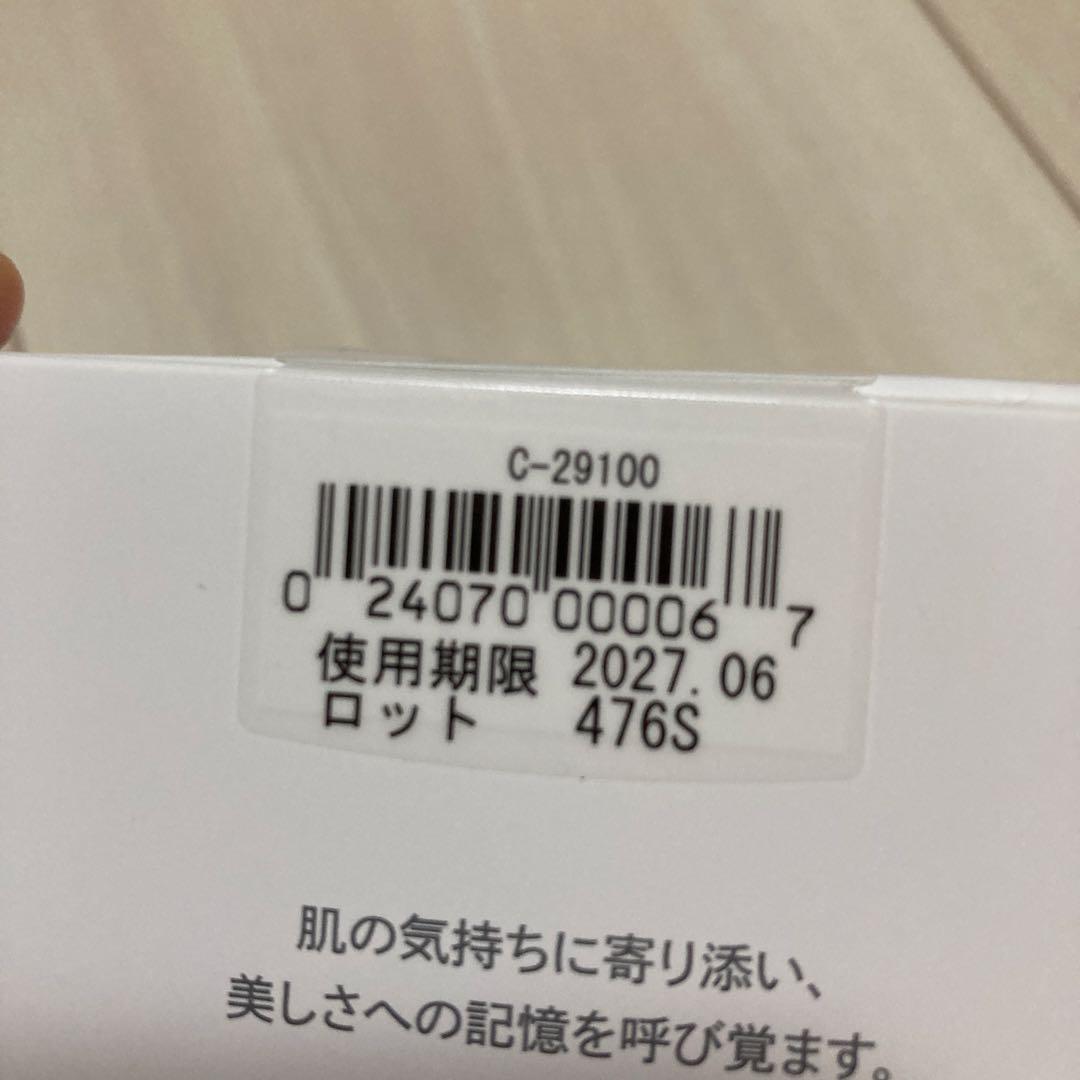 C-29100
0 24070 00006 7
使用期限 2027.06
ロット 476S
肌の気持ちに寄り添い、
美しさへの記憶を呼び覚ます。